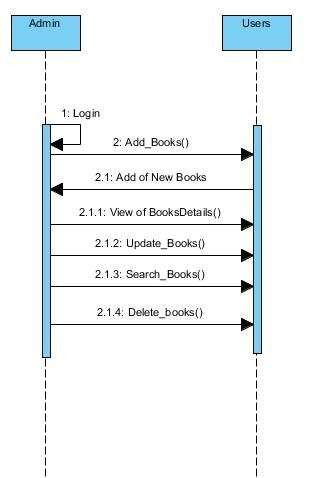 Admin
Users
1: Login
2: Add_Books()
2.1: Add of New Books
2.1.1: View of BooksDetails()
2.1.2: Update_Books()
2.1.3: Search_Books()
2.1.4: Delete_books()